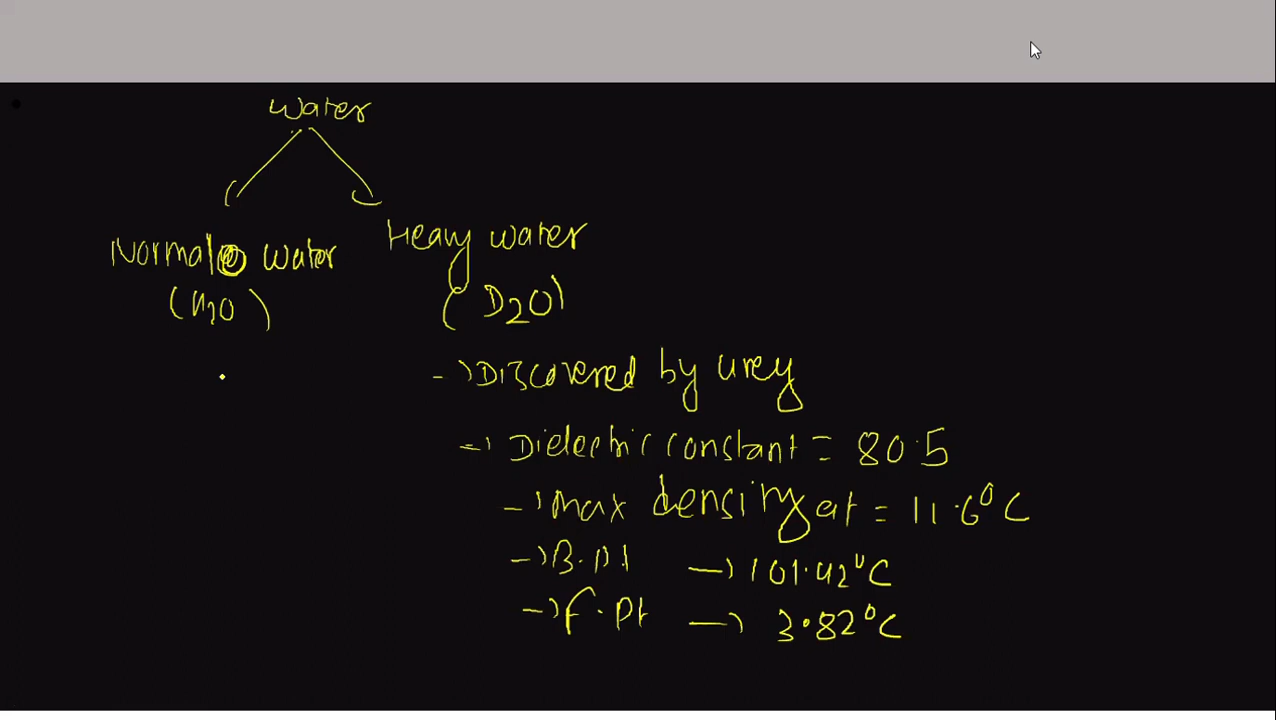 Water
Normal Water
Heavy water
(H2O)
(D2O)
→ Discovered by urey
→ Dielectric constant = 80.5
→ max density at = 11.6°C
→ B.Pt → 101.42°C
→ F.Pt → 3.82°C